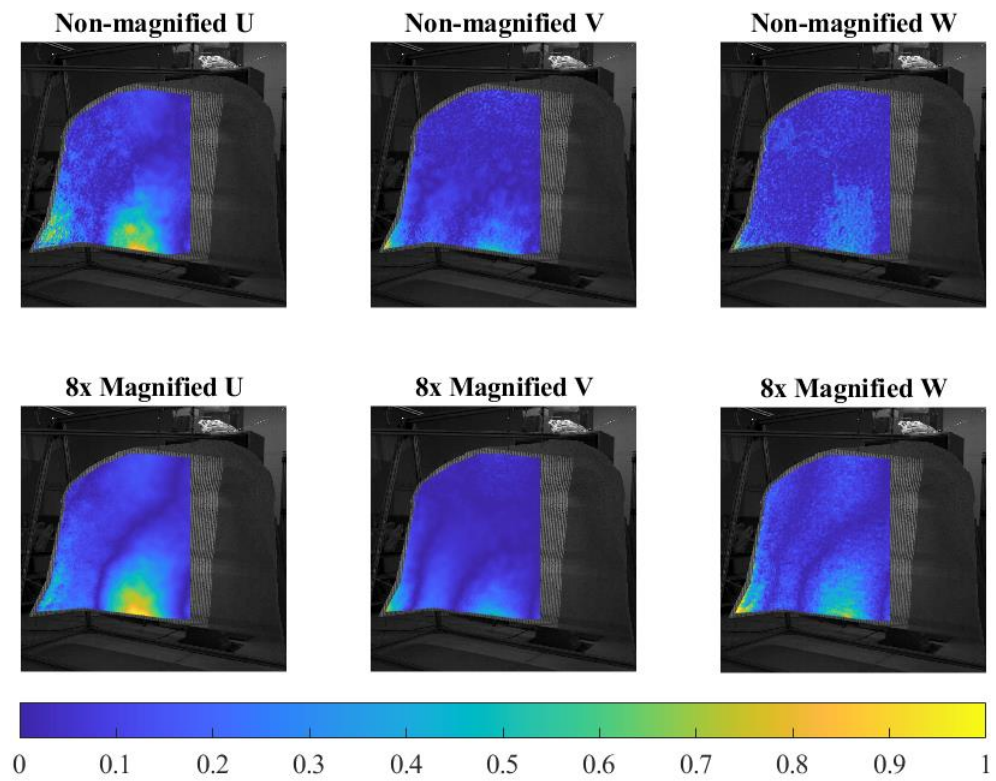 Non-magnified U
Non-magnified V
Non-magnified W
8x Magnified U
8x Magnified V
8x Magnified W
0 0.1 0.2 0.3 0.4 0.5 0.6 0.7 0.8 0.9 1